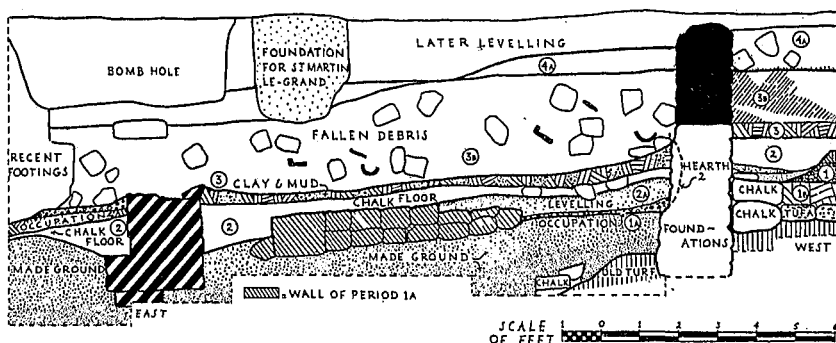 LATER LEVELLING
4A
4A
BOMB HOLE
FOUNDATION
FOR ST MARTIN
LE-GRAND
3B
FALLEN DEBRIS
3B
3
RECENT
FOOTINGS
3
CLAY & MUD
CHALK FLOOR
HEARTH
2
2
1
OCCUPATION
CHALK
FLOOR
2
2
LEVELLING
2A
OCCUPATION
1A
FOUND-
ATIONS
CHALK
1A
CHALK
TUFA
WEST
MADE GROUND
MADE GROUND
CHALK
OLD TURF
EAST
= WALL OF PERIOD 1A
SCALE
OF FEET
1 0 1 2 3 4 5 6